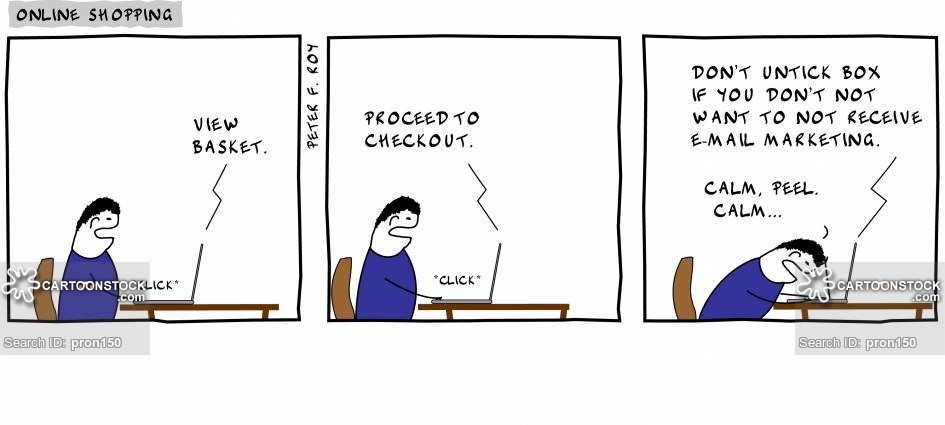 ONLINE SHOPPING
VIEW
BASKET.
LICK*
PETER F. ROY
PROCEED TO
CHECKOUT.
*CLICK*
DON'T UNTICK BOX
IF YOU DON'T NOT
WANT TO NOT RECEIVE
E-MAIL MARKETING.
CALM, PEEL.
CALM...
CARTOONSTOCK
.com
Search ID: pron150
CARTOONSTOCK
.com
Search ID: pron150